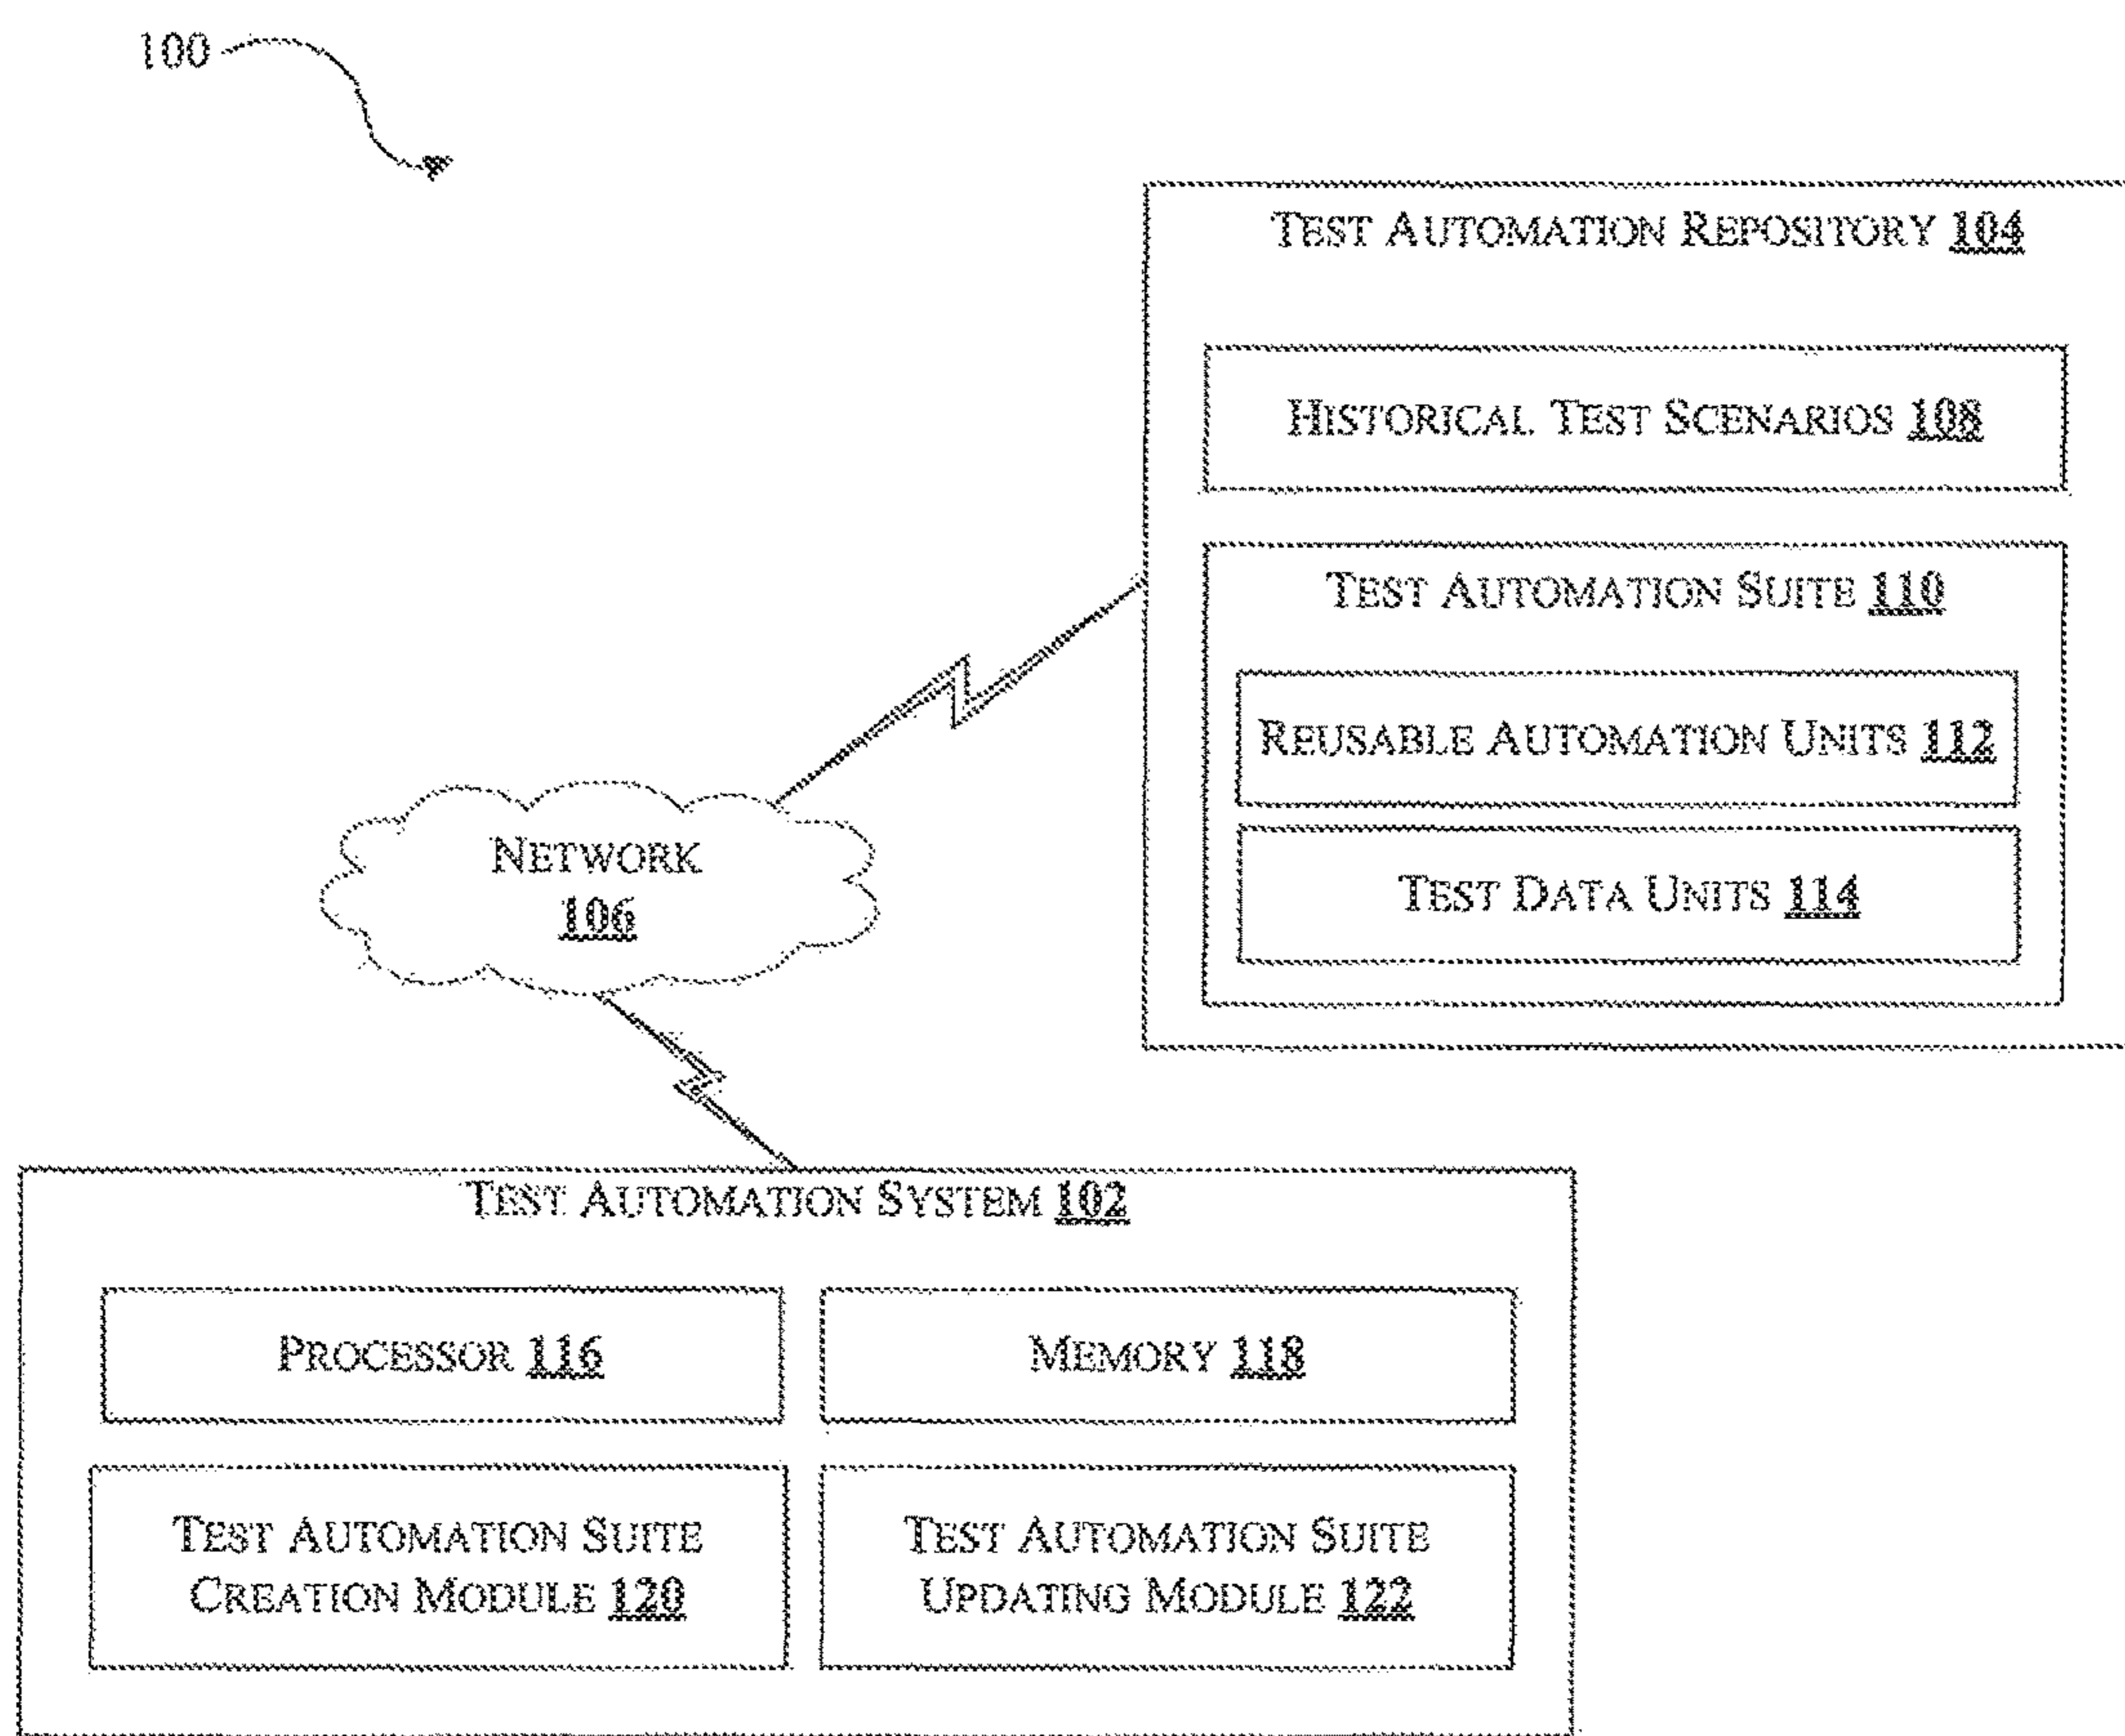 100
TEST AUTOMATION REPOSITORY 104
HISTORICAL TEST SCENARIOS 108
TEST AUTOMATION SUITE 110
REUSABLE AUTOMATION UNITS 112
TEST DATA UNITS 114
NETWORK
106
TEST AUTOMATION SYSTEM 102
PROCESSOR 116
MEMORY 118
TEST AUTOMATION SUITE
CREATION MODULE 120
TEST AUTOMATION SUITE
UPDATING MODULE 122